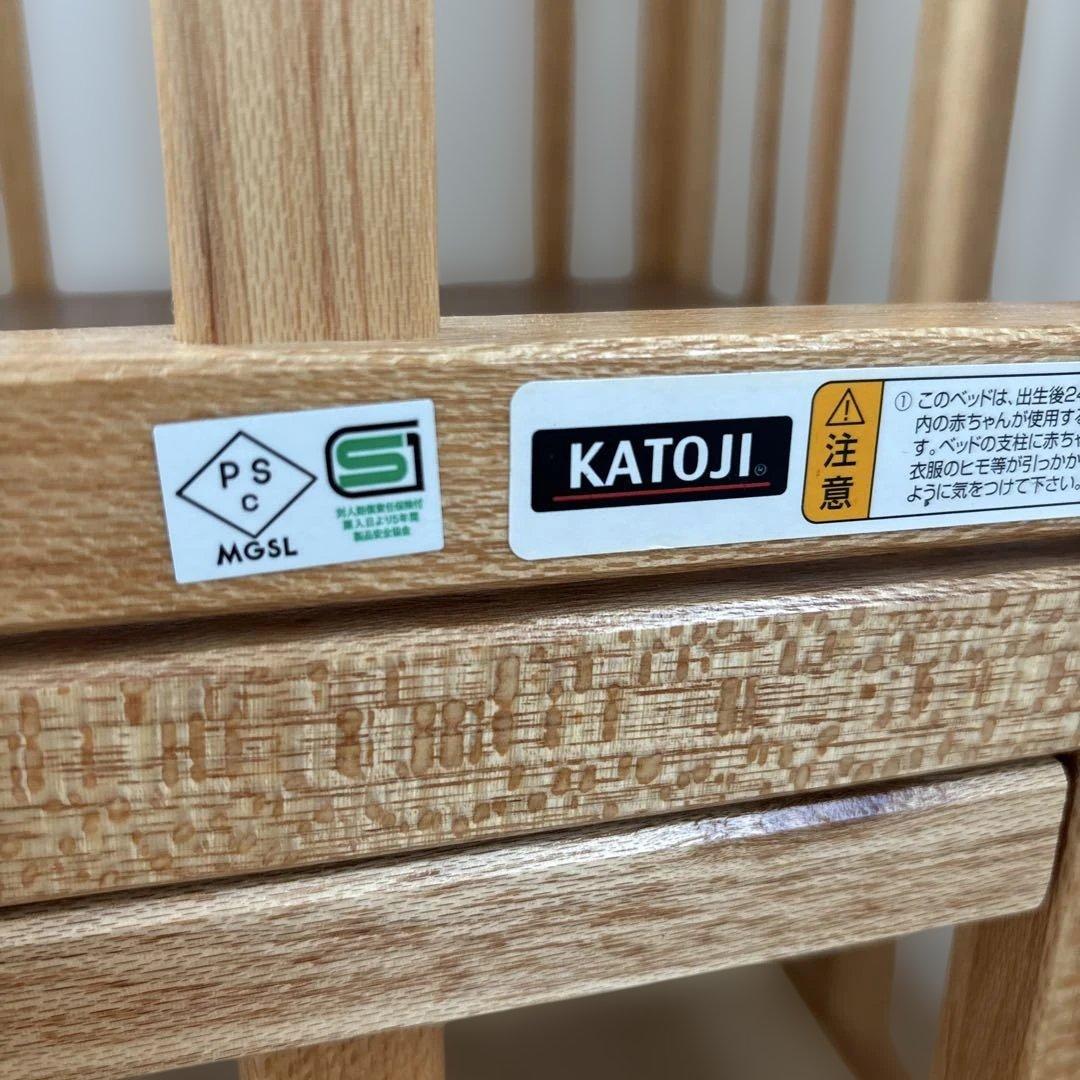 PS
C
MGSL
対人賠償責任保険付
購入日より5年間
製品安全協会
KATOJI
注意
① このベッドは、出生後24
内の赤ちゃんが使用する
す。ベッドの支柱に赤ちゃ
衣服のヒモ等が引っかか
ように気をつけて下さい。